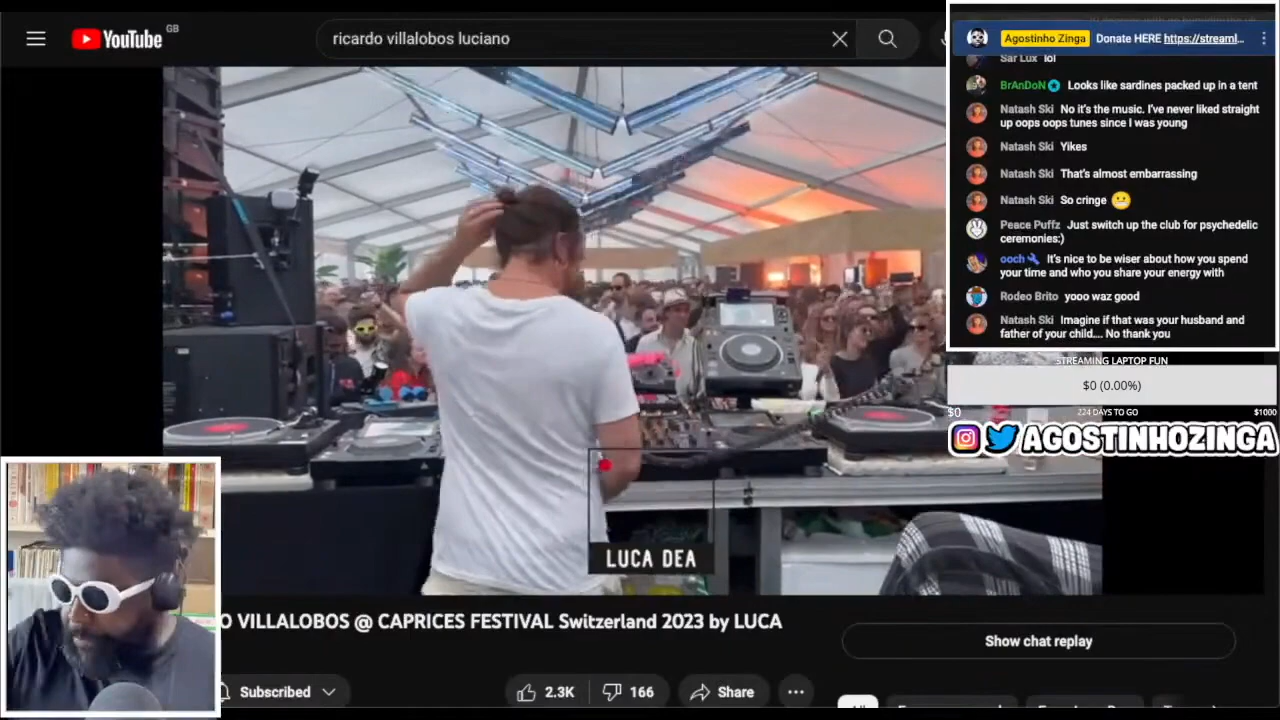 YouTube GB
ricardo villalobos luciano
LUCA DEA
O VILLALOBOS @ CAPRICES FESTIVAL Switzerland 2023 by LUCA
Subscribed
2.3K
166
Share
Show chat replay
Agostinho Zinga Donate HERE https://streaml...
Sar Lux lol
BrAnDoN Looks like sardines packed up in a tent
Natash Ski No it's the music. I've never liked straight
up oops oops tunes since I was young
Natash Ski Yikes
Natash Ski That's almost embarrassing
Natash Ski So cringe 😬
Peace Puffz Just switch up the club for psychedelic
ceremonies:)
ooch It's nice to be wiser about how you spend
your time and who you share your energy with
Rodeo Brito yooo waz good
Natash Ski Imagine if that was your husband and
father of your child.... No thank you
STREAMING LAPTOP FUN
$0 (0.00%)
$0 224 DAYS TO GO $1000
AGOSTINHOZINGA